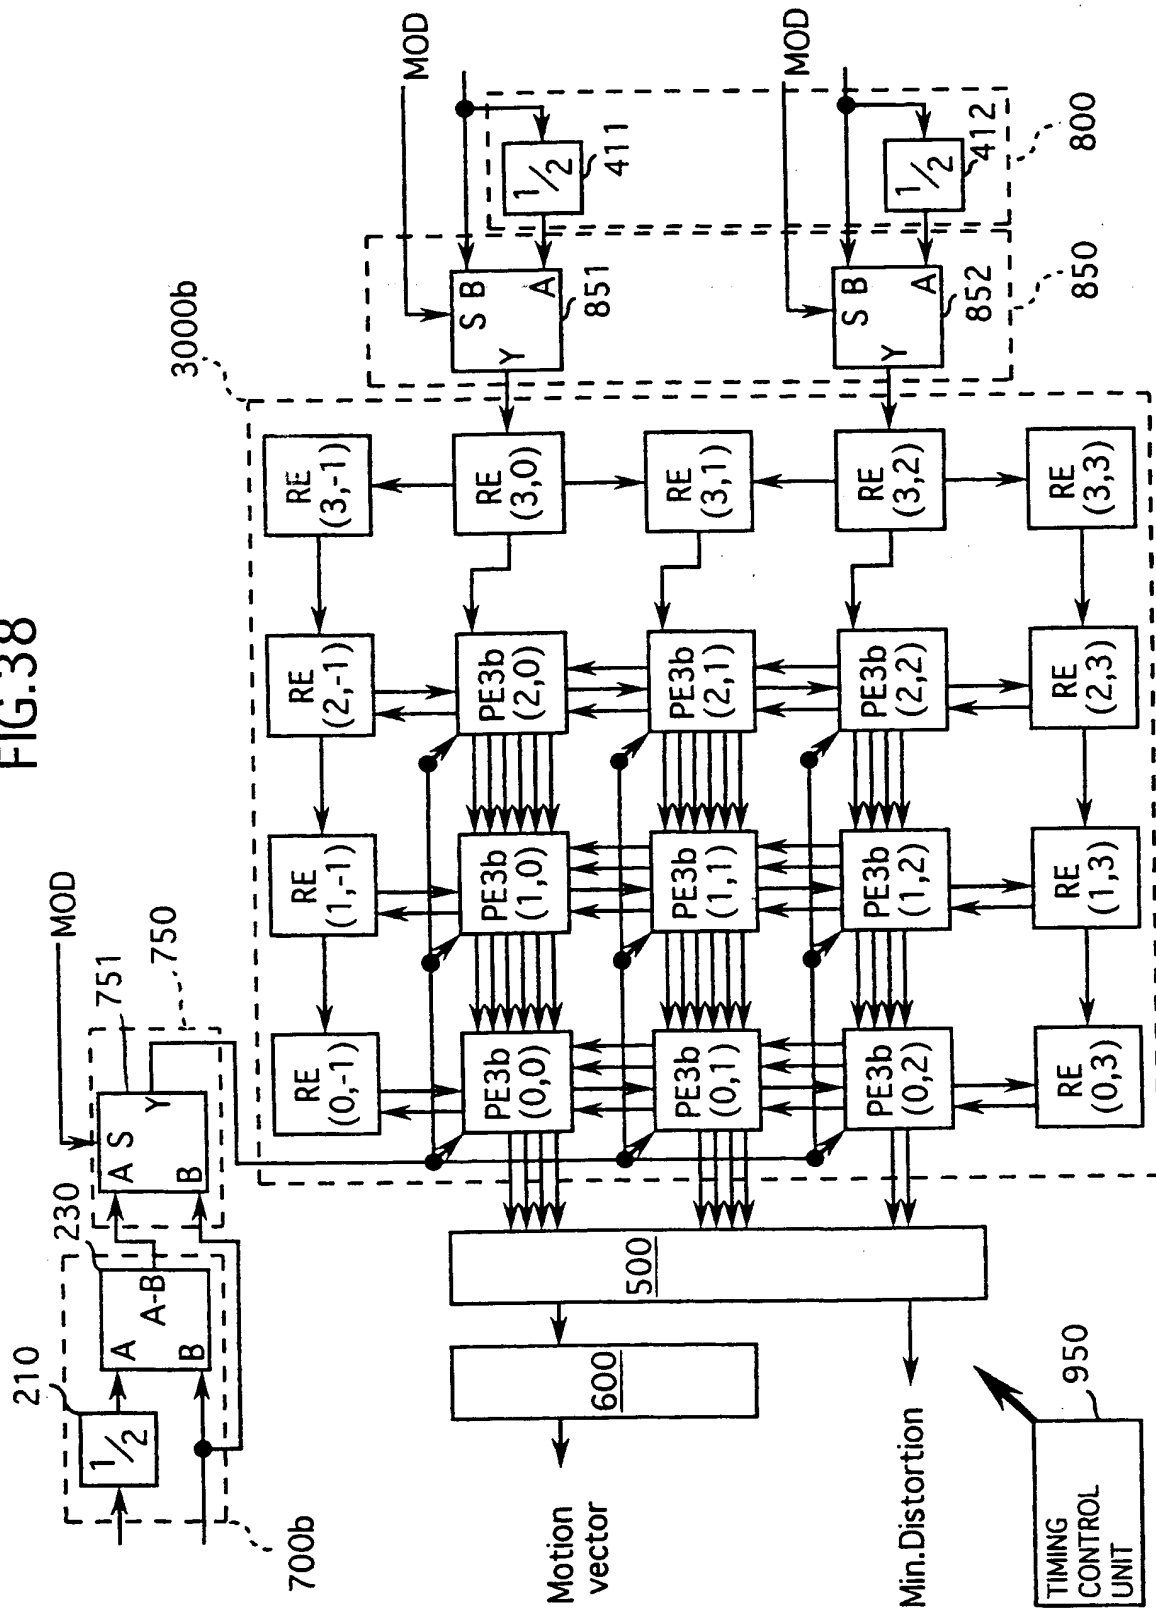 FIG.38
210
1/2
A
B
A-B
230
700b
A
S
B
Y
751
750
MOD
3000b
RE
(0,-1)
RE
(1,-1)
RE
(2,-1)
RE
(3,-1)
PE3b
(0,0)
PE3b
(1,0)
PE3b
(2,0)
RE
(3,0)
PE3b
(0,1)
PE3b
(1,1)
PE3b
(2,1)
RE
(3,1)
PE3b
(0,2)
PE3b
(1,2)
PE3b
(2,2)
RE
(3,2)
RE
(0,3)
RE
(1,3)
RE
(2,3)
RE
(3,3)
MOD
S
B
Y
A
851
1/2
411
MOD
S
B
Y
A
852
1/2
412
850
800
500
600
Motion
vector
Min.Distortion
TIMING
CONTROL
UNIT
950